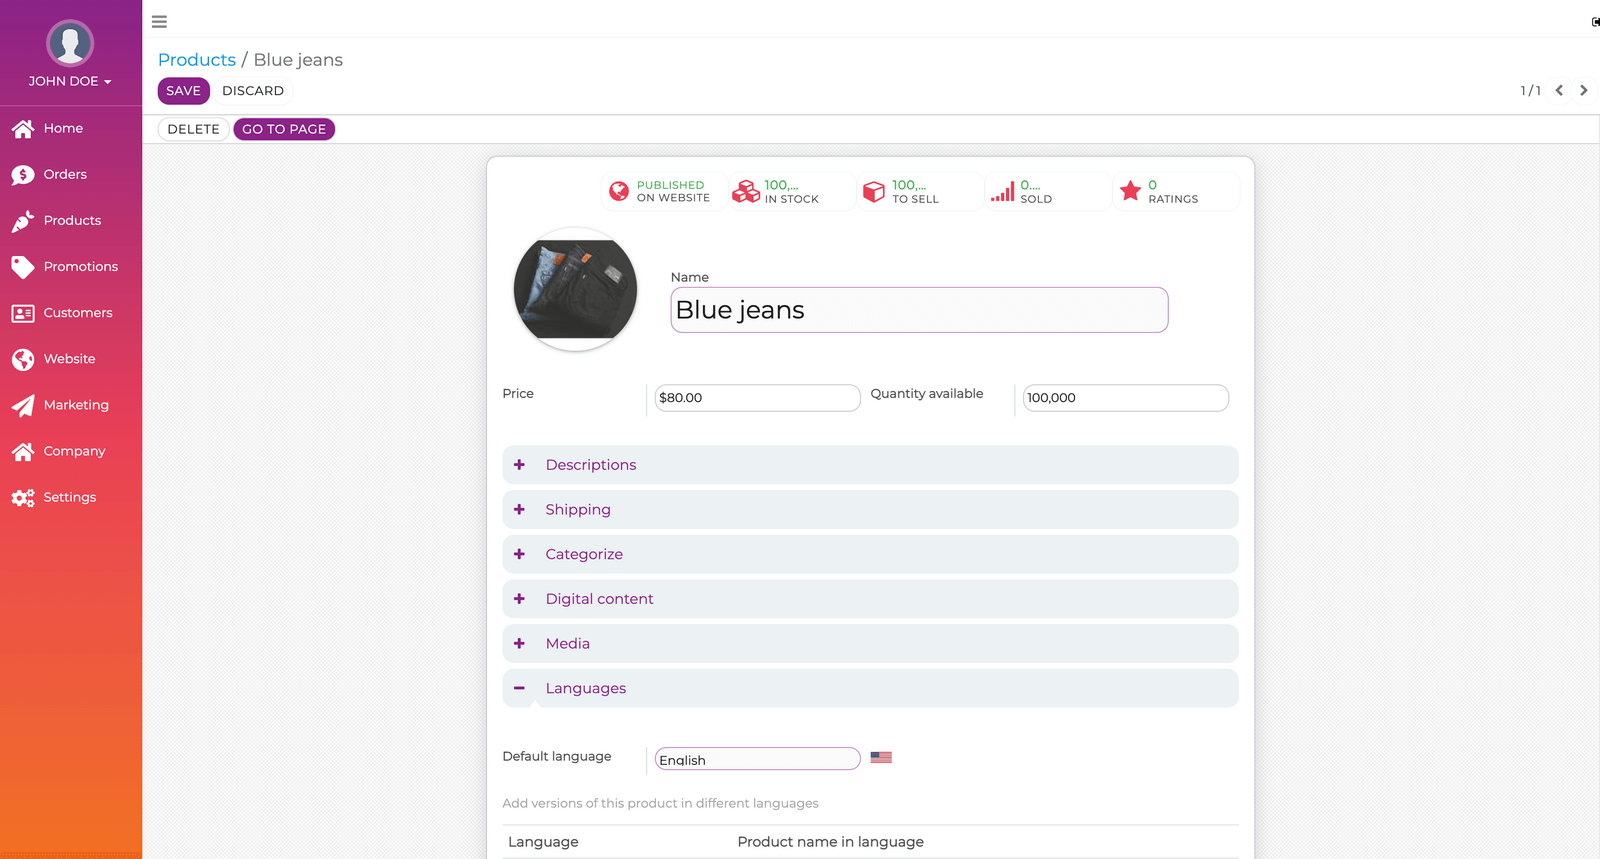 JOHN DOE
Home
Orders
Products
Promotions
Customers
Website
Marketing
Company
Settings
Products / Blue jeans
SAVE DISCARD
1 / 1
DELETE GO TO PAGE
PUBLISHED
ON WEBSITE
100,...
IN STOCK
100,...
TO SELL
0....
SOLD
0
RATINGS
Name
Blue jeans
Price $80.00 Quantity available 100,000
Descriptions
Shipping
Categorize
Digital content
Media
Languages
Default language English
Add versions of this product in different languages
Language Product name in language